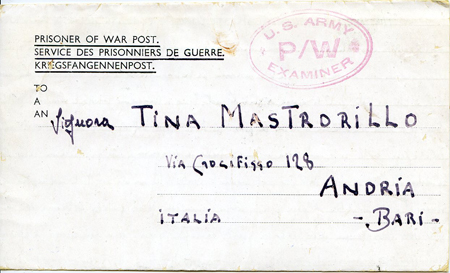 PRISONER OF WAR POST.
SERVICE DES PRISONNIERS DE GUERRE.
KRIEGSFANGENNENPOST.
U.S. ARMY
P/W
EXAMINER
TO
A
AN
Signora TINA MASTRORILLO
Via CROCIFISSO 128
ANDRIA
ITALIA - BARI -